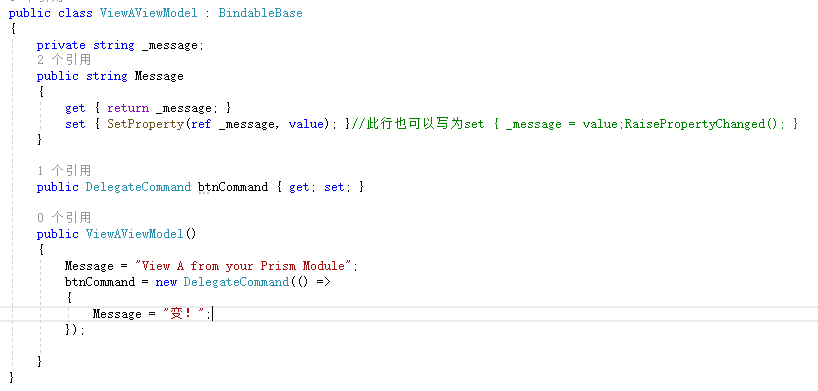 public class ViewAViewModel : BindableBase
{
private string _message;
2 个引用
public string Message
{
get { return _message; }
set { SetProperty(ref _message, value); }//此行也可以写为set { _message = value;RaisePropertyChanged(); }
}
1 个引用
public DelegateCommand btnCommand { get; set; }
0 个引用
public ViewAViewModel()
{
Message = "View A from your Prism Module";
btnCommand = new DelegateCommand(() =>
{
Message = "变！";
});
}
}